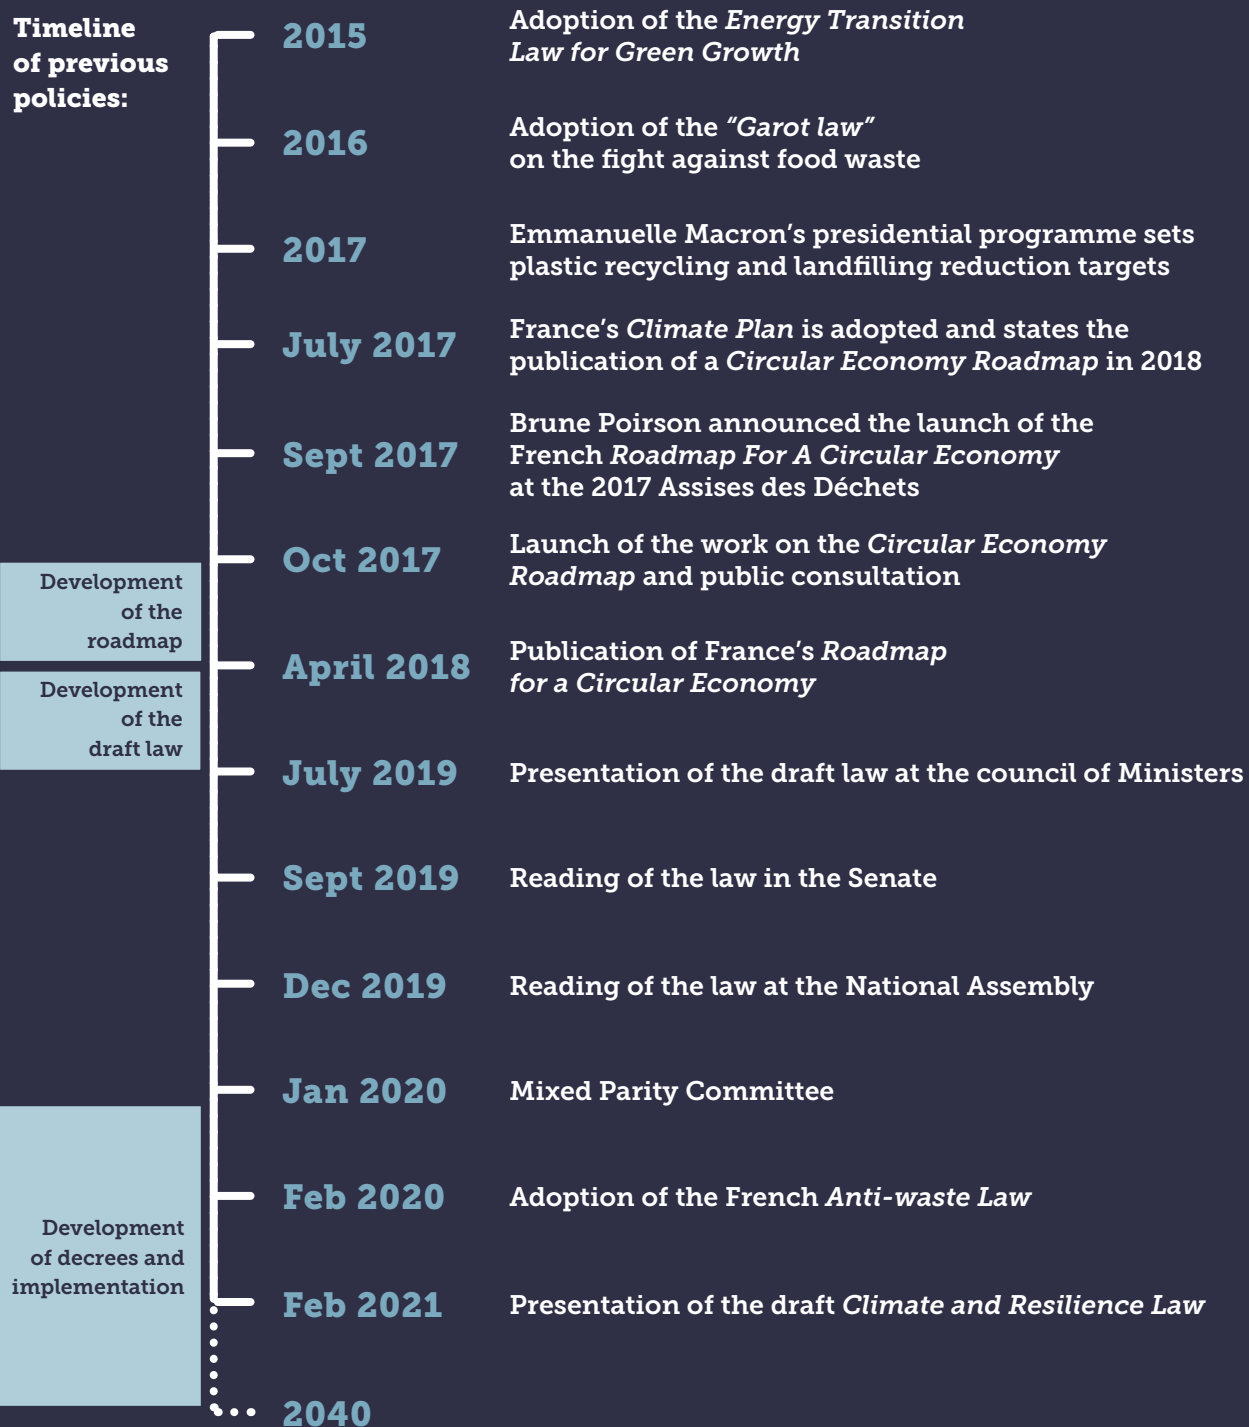 Timeline
of previous
policies:
2015
Adoption of the Energy Transition
Law for Green Growth
2016
Adoption of the “Garot law”
on the fight against food waste
2017
Emmanuelle Macron’s presidential programme sets
plastic recycling and landfilling reduction targets
July 2017
France’s Climate Plan is adopted and states the
publication of a Circular Economy Roadmap in 2018
Sept 2017
Brune Poirson announced the launch of the
French Roadmap For A Circular Economy
at the 2017 Assises des Déchets
Oct 2017
Launch of the work on the Circular Economy
Roadmap and public consultation
Development
of the
roadmap
April 2018
Publication of France’s Roadmap
for a Circular Economy
Development
of the
draft law
July 2019
Presentation of the draft law at the council of Ministers
Sept 2019
Reading of the law in the Senate
Dec 2019
Reading of the law at the National Assembly
Jan 2020
Mixed Parity Committee
Feb 2020
Adoption of the French Anti-waste Law
Development
of decrees and
implementation
Feb 2021
Presentation of the draft Climate and Resilience Law
2040